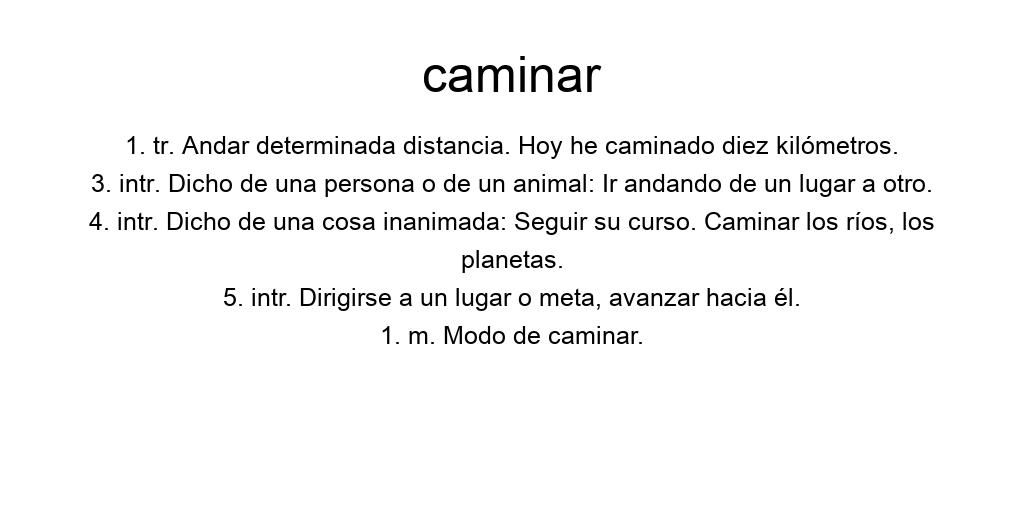 caminar
1. tr. Andar determinada distancia. Hoy he caminado diez kilómetros.
3. intr. Dicho de una persona o de un animal: Ir andando de un lugar a otro.
4. intr. Dicho de una cosa inanimada: Seguir su curso. Caminar los ríos, los
planetas.
5. intr. Dirigirse a un lugar o meta, avanzar hacia él.
1. m. Modo de caminar.